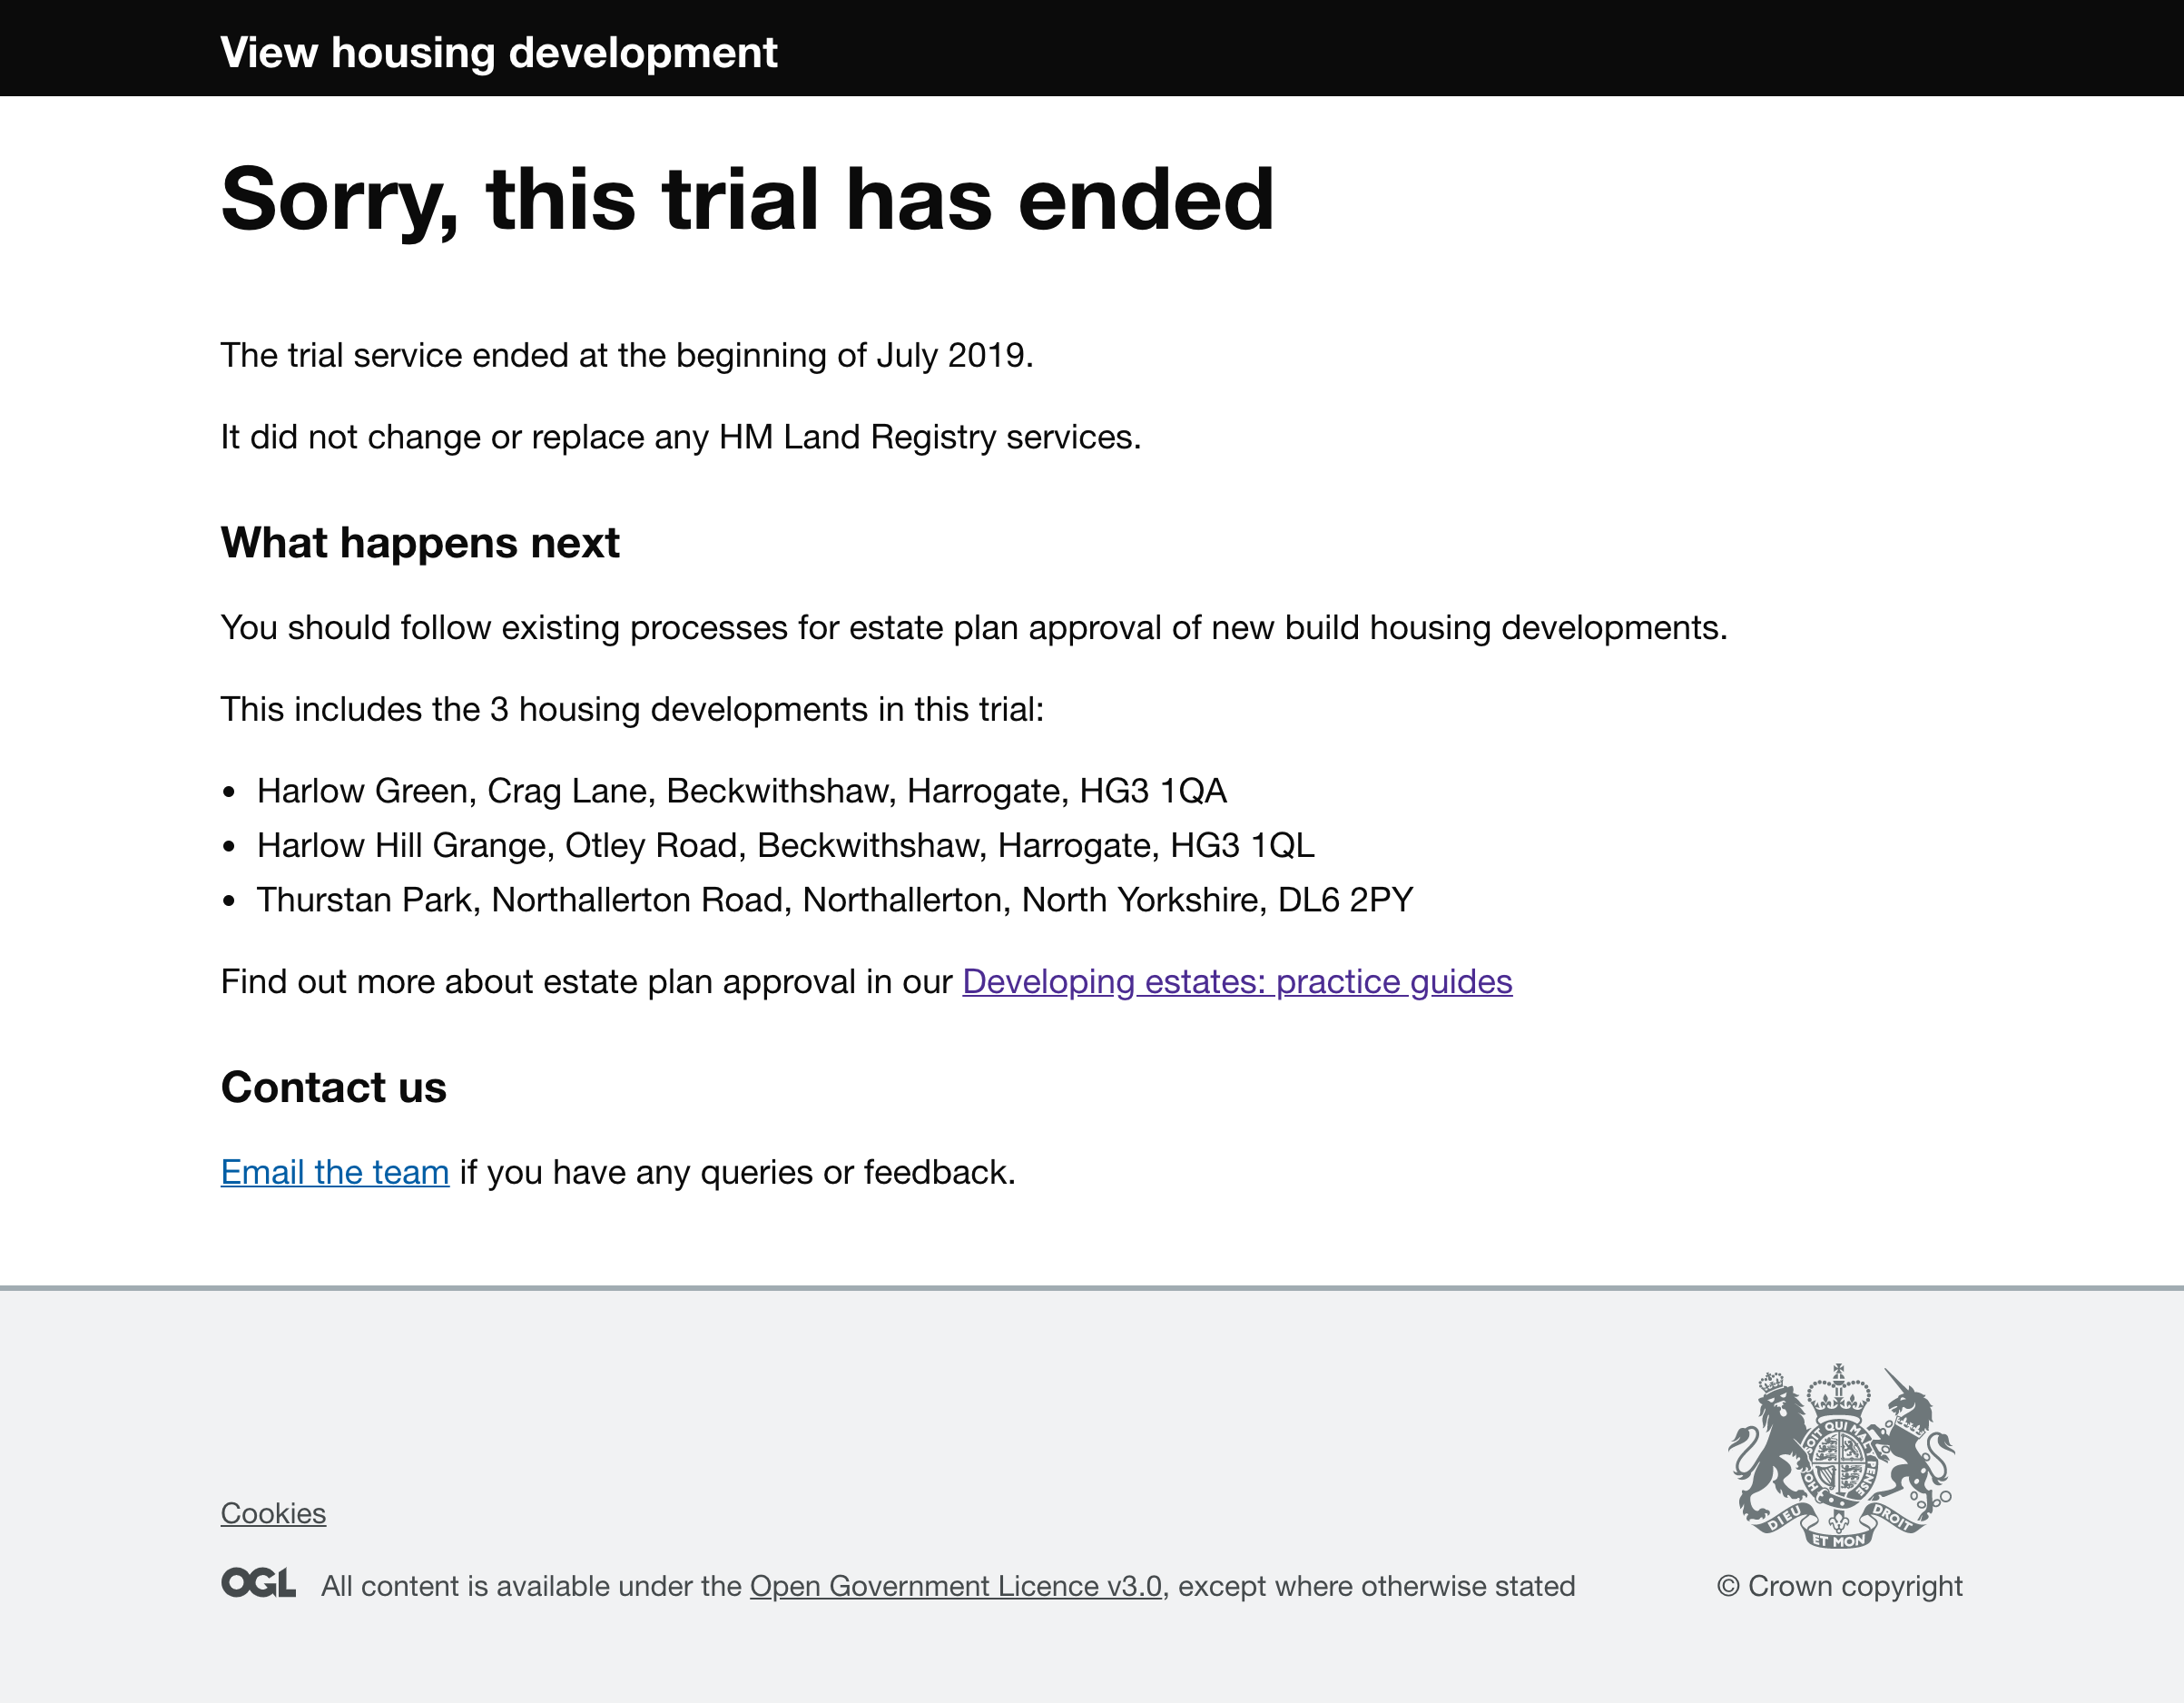 View housing development
Sorry, this trial has ended
The trial service ended at the beginning of July 2019.
It did not change or replace any HM Land Registry services.
What happens next
You should follow existing processes for estate plan approval of new build housing developments.
This includes the 3 housing developments in this trial:
• Harlow Green, Crag Lane, Beckwithshaw, Harrogate, HG3 1QA
• Harlow Hill Grange, Otley Road, Beckwithshaw, Harrogate, HG3 1QL
• Thurstan Park, Northallerton Road, Northallerton, North Yorkshire, DL6 2PY
Find out more about estate plan approval in our Developing estates: practice guides
Contact us
Email the team if you have any queries or feedback.
Cookies
OGL All content is available under the Open Government Licence v3.0, except where otherwise stated
SOIT QUI MAL Y PENSE
DIEU ET MON DROIT
© Crown copyright